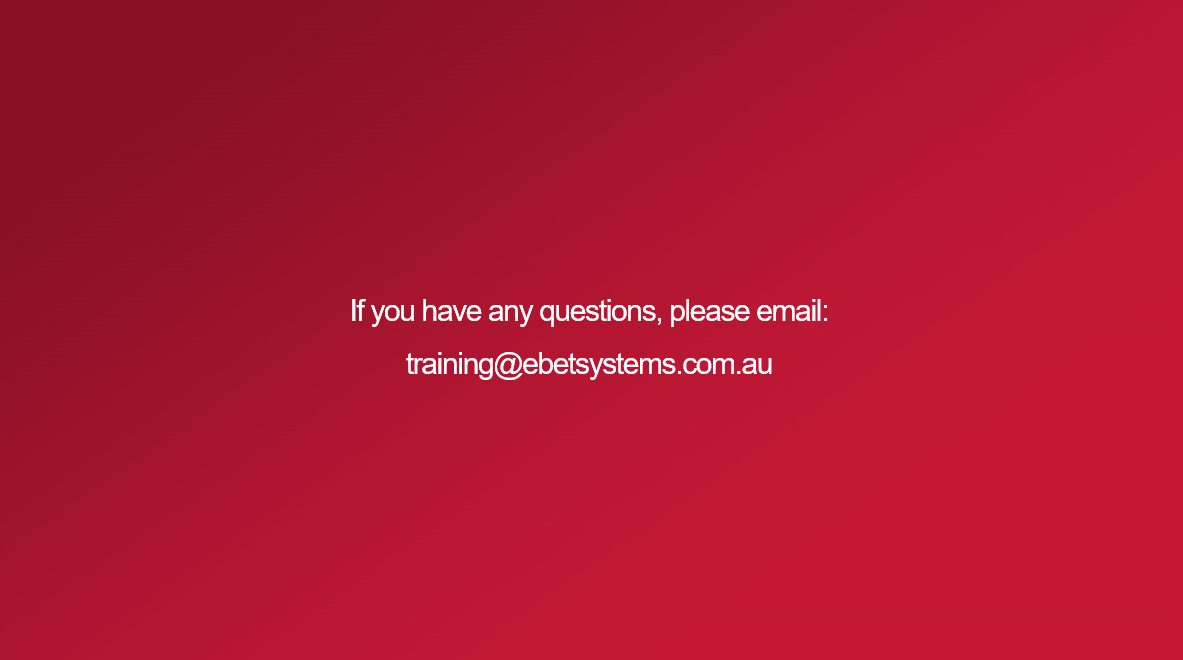 If you have any questions, please email:
training@ebetsystems.com.au